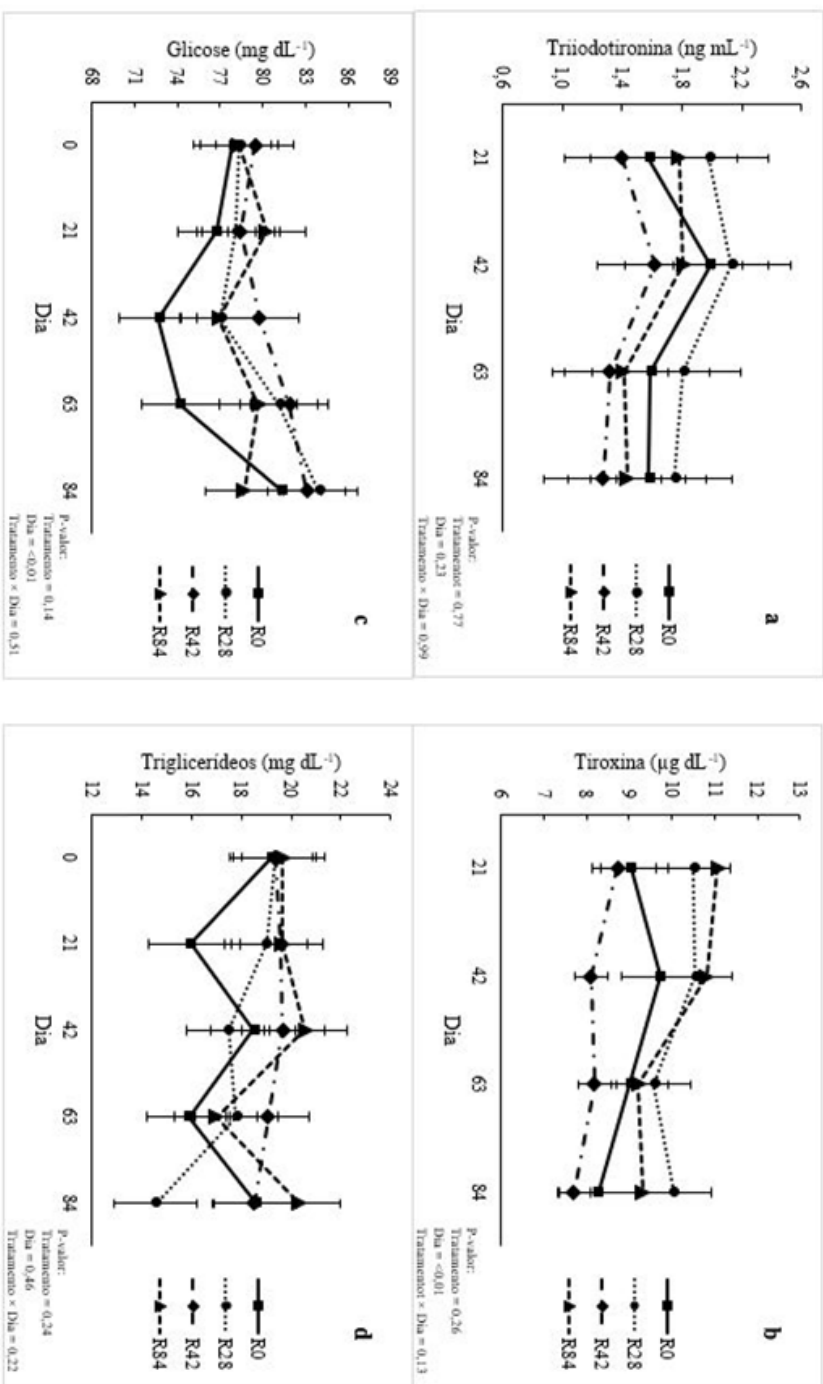 Triiodotironina (ng mL⁻¹)
2,6
2,2
1,8
1,4
1,0
0,6
21
42
63
84
a
R0
R28
R42
R84
P-valor:
Tratamentot = 0,77
Dia = 0,23
Tratamento × Dia = 0,99
Tiroxina (µg dL⁻¹)
13
12
11
10
9
8
7
6
21
42
63
84
Dia
b
R0
R28
R42
R84
P-valor:
Tratamento = 0,26
Dia = <0,01
Tratamentot × Dia = 0,13
Glicose (mg dL⁻¹)
89
86
83
80
77
74
71
68
0
21
42
63
84
Dia
c
R0
R28
R42
R84
P-valor:
Tratamento = 0,14
Dia = <0,01
Tratamento × Dia = 0,51
Triglicerídeos (mg dL⁻¹)
24
22
20
18
16
14
12
0
21
42
63
84
Dia
d
R0
R28
R42
R84
P-valor:
Tratamento = 0,24
Dia = 0,46
Tratamento × Dia = 0,22